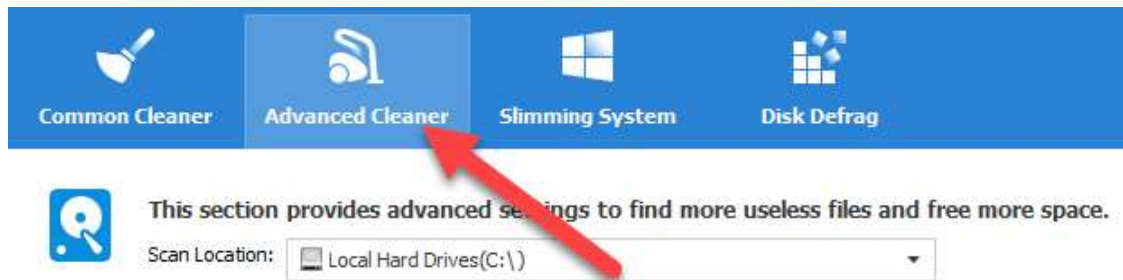 Common Cleaner
Advanced Cleaner
Slimming System
Disk Defrag
This section provides advanced settings to find more useless files and free more space.
Scan Location:
Local Hard Drives(C:\)